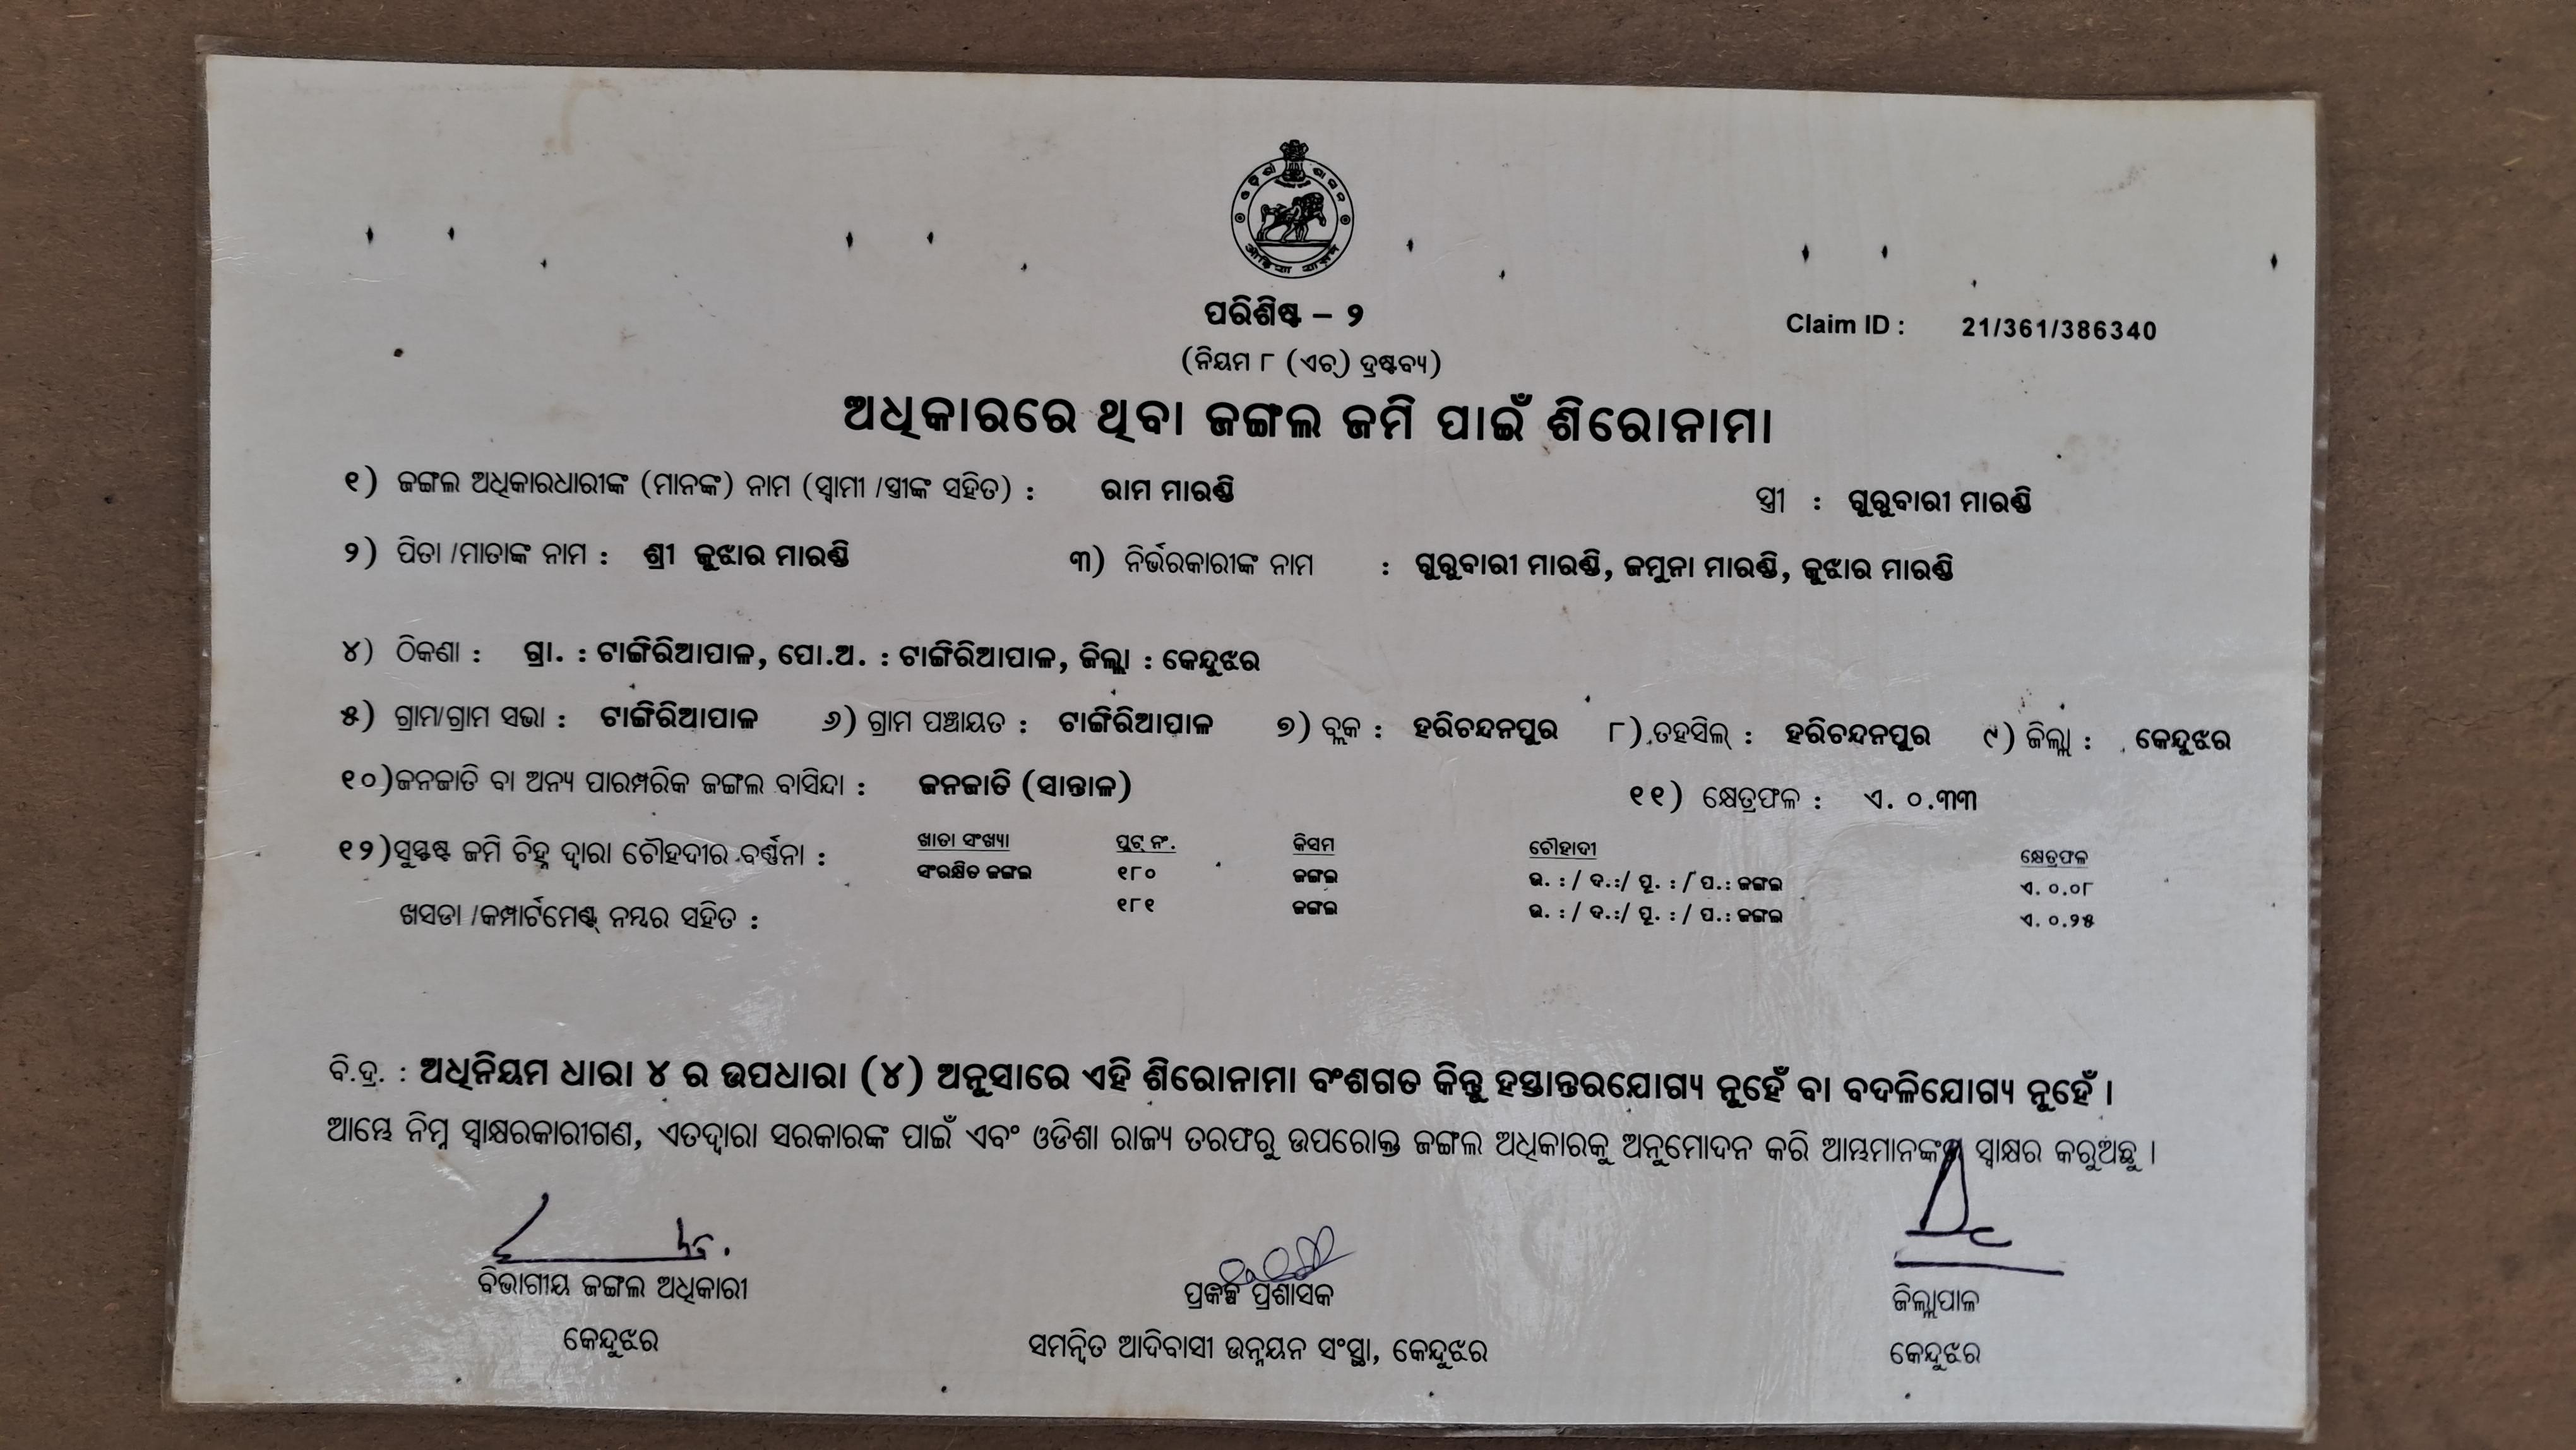 ଓଡ଼ିଶା ଶାସନ
ओड़िशा शासन
ପରିଶିଷ୍ଟ – ୨
Claim ID : 21/361/386340
(ନିୟମ ୮ (ଏଚ୍) ଦ୍ରଷ୍ଟବ୍ୟ)
ଅଧିକାରରେ ଥିବା ଜଙ୍ଗଲ ଜମି ପାଇଁ ଶିରୋନାମା
୧) ଜଙ୍ଗଲ ଅଧିକାରଧାରୀଙ୍କ (ମାନଙ୍କ) ନାମ (ସ୍ୱାମୀ /ସ୍ତ୍ରୀଙ୍କ ସହିତ) : ରାମ ମାରଣ୍ଡି ସ୍ତ୍ରୀ : ଗୁରୁବାରୀ ମାରଣ୍ଡି
୨) ପିତା /ମାତାଙ୍କ ନାମ : ଶ୍ରୀ କୁଝାର ମାରଣ୍ଡି ୩) ନିର୍ଭରକାରୀଙ୍କ ନାମ : ଗୁରୁବାରୀ ମାରଣ୍ଡି, ଜମୁନା ମାରଣ୍ଡି, କୁଝାର ମାରଣ୍ଡି
୪) ଠିକଣା : ଗ୍ରା. : ଟାଙ୍ଗିରିଆପାଳ, ପୋ.ଅ. : ଟାଙ୍ଗିରିଆପାଳ, ଜିଲ୍ଲା : କେନ୍ଦୁଝର
୫) ଗ୍ରାମ/ଗ୍ରାମ ସଭା : ଟାଙ୍ଗିରିଆପାଳ ୬) ଗ୍ରାମ ପଞ୍ଚାୟତ : ଟାଙ୍ଗିରିଆପାଳ ୭) ବ୍ଲକ : ହରିଚନ୍ଦନପୁର ୮) ତହସିଲ୍ : ହରିଚନ୍ଦନପୁର ୯) ଜିଲ୍ଲା : କେନ୍ଦୁଝର
୧୦) ଜନଜାତି ବା ଅନ୍ୟ ପାରମ୍ପରିକ ଜଙ୍ଗଲ ବାସିନ୍ଦା : ଜନଜାତି (ସାନ୍ତାଳ) ୧୧) କ୍ଷେତ୍ରଫଳ : ଏ. ୦.୩୩
୧୨) ସୁସ୍ପଷ୍ଟ ଜମି ଚିହ୍ନ ଦ୍ୱାରା ଚୌହଦୀର ବର୍ଣ୍ଣନା : ଖାତା ସଂଖ୍ୟା ପ୍ଲଟ୍ ନଂ. କିସମ ଚୌହାଦୀ କ୍ଷେତ୍ରଫଳ
ସଂରକ୍ଷିତ ଜଙ୍ଗଲ ୧୮୦ ଜଙ୍ଗଲ ଉ. : / ଦ.:/ ପୂ. : / ପ.: ଜଙ୍ଗଲ ଏ. ୦.୦୮
ଖସଡା /କମ୍ପାର୍ଟମେଣ୍ଟ୍ ନମ୍ବର ସହିତ : ୧୮୧ ଜଙ୍ଗଲ ଉ. : / ଦ.:/ ପୂ. : / ପ.: ଜଙ୍ଗଲ ଏ. ୦.୨୫
ବି.ଦ୍ର. : ଅଧିନିୟମ ଧାରା ୪ ର ଉପଧାରା (୪) ଅନୁସାରେ ଏହି ଶିରୋନାମା ବଂଶଗତ କିନ୍ତୁ ହସ୍ତାନ୍ତରଯୋଗ୍ୟ ନୁହେଁ ବା ବଦଳିଯୋଗ୍ୟ ନୁହେଁ ।
ଆମ୍ଭେ ନିମ୍ନ ସ୍ୱାକ୍ଷରକାରୀଗଣ, ଏତଦ୍ୱାରା ସରକାରଙ୍କ ପାଇଁ ଏବଂ ଓଡିଶା ରାଜ୍ୟ ତରଫରୁ ଉପରୋକ୍ତ ଜଙ୍ଗଲ ଅଧିକାରକୁ ଅନୁମୋଦନ କରି ଆମ୍ଭମାନଙ୍କର ସ୍ୱାକ୍ଷର କରୁଅଛୁ ।
ବିଭାଗୀୟ ଜଙ୍ଗଲ ଅଧିକାରୀ ପ୍ରକଳ୍ପ ପ୍ରଶାସକ ଜିଲ୍ଲାପାଳ
କେନ୍ଦୁଝର ସମନ୍ୱିତ ଆଦିବାସୀ ଉନ୍ନୟନ ସଂସ୍ଥା, କେନ୍ଦୁଝର କେନ୍ଦୁଝର